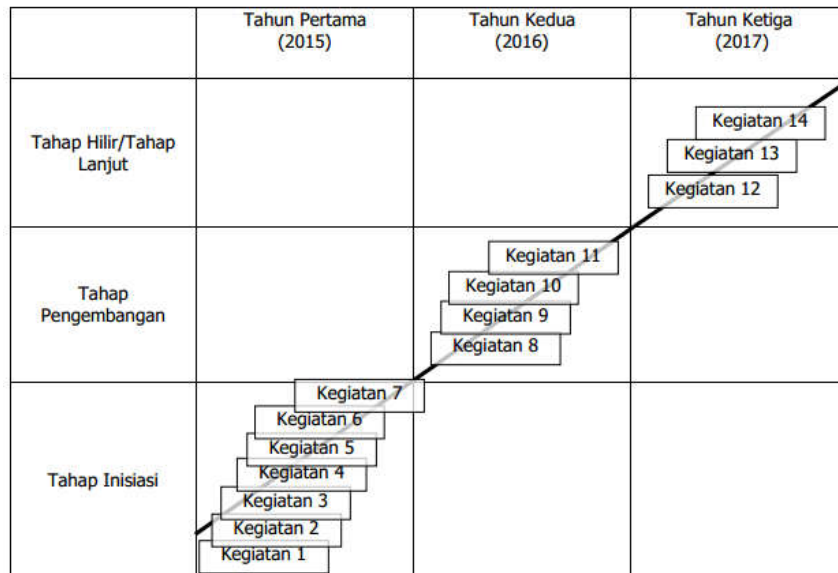 Tahun Pertama
(2015)
Tahun Kedua
(2016)
Tahun Ketiga
(2017)
Tahap Hilir/Tahap
Lanjut
Kegiatan 14
Kegiatan 13
Kegiatan 12
Tahap
Pengembangan
Kegiatan 11
Kegiatan 10
Kegiatan 9
Kegiatan 8
Tahap Inisiasi
Kegiatan 7
Kegiatan 6
Kegiatan 5
Kegiatan 4
Kegiatan 3
Kegiatan 2
Kegiatan 1